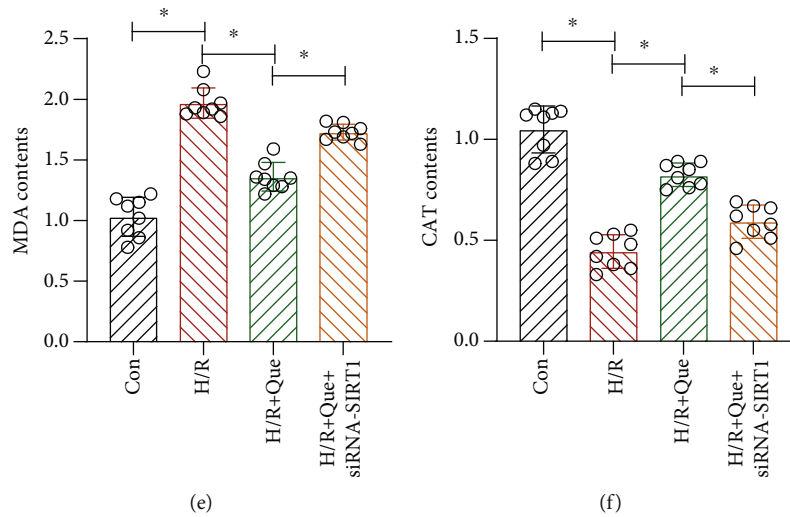 * * *
2.5
2.0
1.5
1.0
0.5
0.0
MDA contents
Con
H/R
H/R+Que
H/R+Que+
siRNA-SIRT1
(e)
* * *
1.5
1.0
0.5
0.0
CAT contents
Con
H/R
H/R+Que
H/R+Que+
siRNA-SIRT1
(f)